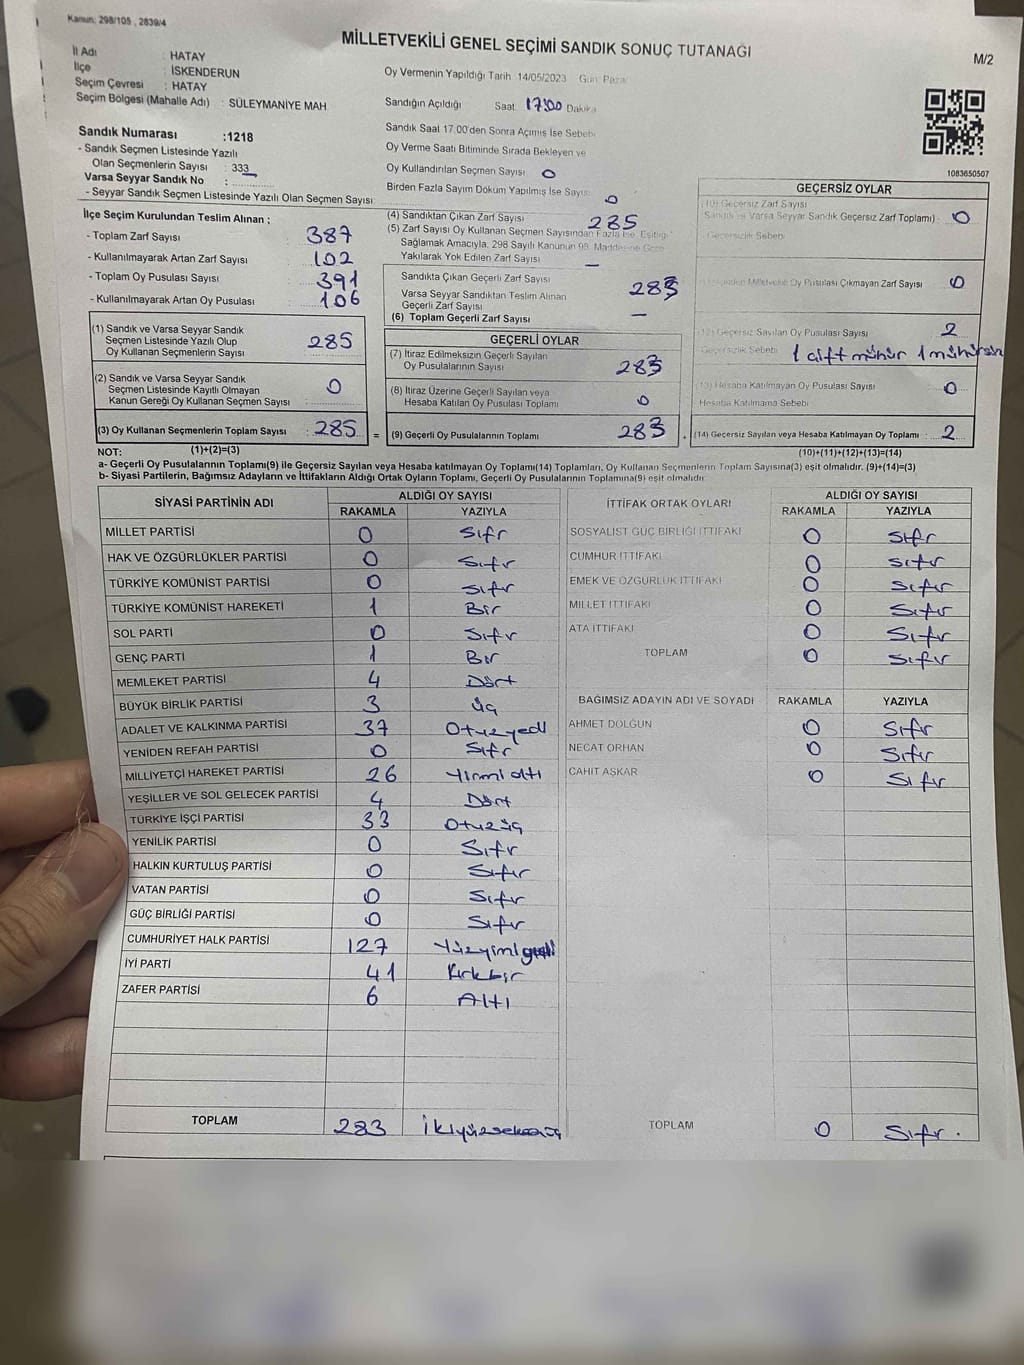 Kanun: 298/105 , 2839/4
MİLLETVEKİLİ GENEL SEÇİMİ SANDIK SONUÇ TUTANAĞI
M/2
İl Adı : HATAY
İlçe : İSKENDERUN
Seçim Çevresi : HATAY
Seçim Bölgesi (Mahalle Adı) : SÜLEYMANİYE MAH
Sandık Numarası :1218
- Sandık Seçmen Listesinde Yazılı
Olan Seçmenlerin Sayısı : 333
Varsa Seyyar Sandık No :
- Seyyar Sandık Seçmen Listesinde Yazılı Olan Seçmen Sayısı:
Oy Vermenin Yapıldığı Tarih 14/05/2023 Gün: Pazar
Sandığın Açıldığı Saat 17:00 Dakika
Sandık Saat 17.00'den Sonra Açımış İse Sebebi
Oy Verme Saati Bitiminde Sırada Bekleyen ve
Oy Kullandırılan Seçmen Sayısı 0
Birden Fazla Sayım Döküm Yapılmış İse Sayısı 0
1083650507
İlçe Seçim Kurulundan Teslim Alınan :
- Toplam Zarf Sayısı 387
- Kullanılmayarak Artan Zarf Sayısı 102
- Toplam Oy Pusulası Sayısı 391
- Kullanılmayarak Artan Oy Pusulası 106
(4) Sandıktan Çıkan Zarf Sayısı 285
(5) Zarf Sayısı Oy Kullanan Seçmen Sayısından Fazla İse, Eşitliği
Sağlamak Amacıyla, 298 Sayılı Kanunun 98. Maddesine Göre
Yakılarak Yok Edilen Zarf Sayısı –
Sandıkta Çıkan Geçerli Zarf Sayısı 283
Varsa Seyyar Sandıktan Teslim Alınan
Geçerli Zarf Sayısı –
(6) Toplam Geçerli Zarf Sayısı
GEÇERSİZ OYLAR
(10) Geçersiz Zarf Sayısı
Sandık ve Varsa Seyyar Sandık Geçersiz Zarf Toplamı) : 0
Geçersizlik Sebebi
Milletvekili Oy Pusulası Çıkmayan Zarf Sayısı 0
(12) Geçersiz Sayılan Oy Pusulası Sayısı 2
Geçersizlik Sebebi 1 çift mühür 1 mühürsüz
(13) Hesaba Katılmayan Oy Pusulası Sayısı 0
Hesaba Katılmama Sebebi
(14) Geçersiz Sayılan veya Hesaba Katılmayan Oy Toplamı : 2
(10)+(11)+(12)+(13)=(14)
(1) Sandık ve Varsa Seyyar Sandık
Seçmen Listesinde Yazılı Olup
Oy Kullanan Seçmenlerin Sayısı 285
(2) Sandık ve Varsa Seyyar Sandık
Seçmen Listesinde Kayıtlı Olmayan
Kanun Gereği Oy Kullanan Seçmen Sayısı 0
(3) Oy Kullanan Seçmenlerin Toplam Sayısı : 285 =
(1)+(2)=(3)
GEÇERLİ OYLAR
(7) İtiraz Edilmeksizin Geçerli Sayılan
Oy Pusulalarının Sayısı 283
(8) İtiraz Üzerine Geçerli Sayılan veya
Hesaba Katılan Oy Pusulası Toplamı 0
(9) Geçerli Oy Pusulalarının Toplamı 283
NOT:
a- Geçerli Oy Pusulalarının Toplamı(9) ile Geçersiz Sayılan veya Hesaba katılmayan Oy Toplamı(14) Toplamları, Oy Kullanan Seçmenlerin Toplam Sayısına(3) eşit olmalıdır. (9)+(14)=(3)
b- Siyasi Partilerin, Bağımsız Adayların ve İttifakların Aldığı Ortak Oyların Toplamı, Geçerli Oy Pusulalarının Toplamına(9) eşit olmalıdır.
SİYASİ PARTİNİN ADI ALDIĞI OY SAYISI
RAKAMLA YAZIYLA
MİLLET PARTİSİ 0 Sıfır
HAK VE ÖZGÜRLÜKLER PARTİSİ 0 Sıfır
TÜRKİYE KOMÜNİST PARTİSİ 0 Sıfır
TÜRKİYE KOMÜNİST HAREKETİ 1 Bir
SOL PARTİ 0 Sıfır
GENÇ PARTİ 1 Bir
MEMLEKET PARTİSİ 4 Dört
BÜYÜK BİRLİK PARTİSİ 3 üç
ADALET VE KALKINMA PARTİSİ 37 Otuzyedi
YENİDEN REFAH PARTİSİ 0 Sıfır
MİLLİYETÇİ HAREKET PARTİSİ 26 Yirmi altı
YEŞİLLER VE SOL GELECEK PARTİSİ 4 Dört
TÜRKİYE İŞÇİ PARTİSİ 33 Otuzüç
YENİLİK PARTİSİ 0 Sıfır
HALKIN KURTULUŞ PARTİSİ 0 Sıfır
VATAN PARTİSİ 0 Sıfır
GÜÇ BİRLİĞİ PARTİSİ 0 Sıfır
CUMHURİYET HALK PARTİSİ 127
İYİ PARTİ 41 Kırkbir
ZAFER PARTİSİ 6 Altı
TOPLAM 283 İkiyüzseksenüç
İTTİFAK ORTAK OYLARI ALDIĞI OY SAYISI
RAKAMLA YAZIYLA
SOSYALİST GÜÇ BİRLİĞİ İTTİFAKI 0 Sıfır
CUMHUR İTTİFAKI 0 Sıfır
EMEK VE ÖZGÜRLÜK İTTİFAKI 0 Sıfır
MİLLET İTTİFAKI 0 Sıfır
ATA İTTİFAKI 0 Sıfır
TOPLAM 0 Sıfır
BAĞIMSIZ ADAYIN ADI VE SOYADI RAKAMLA YAZIYLA
AHMET DOLĞUN 0 Sıfır
NECAT ORHAN 0 Sıfır
CAHİT AŞKAR 0 Sıfır
TOPLAM 0 Sıfır.